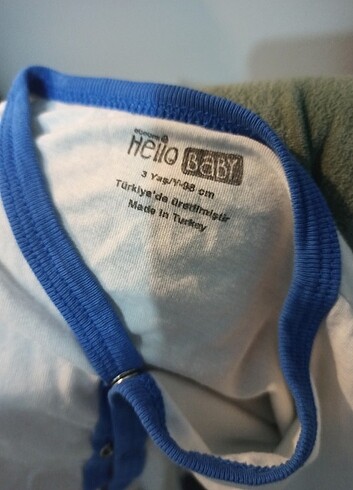 Hello BABY
3 Yaş/Y-98 cm
Türkiye'de üretilmiştir
Made in Turkey